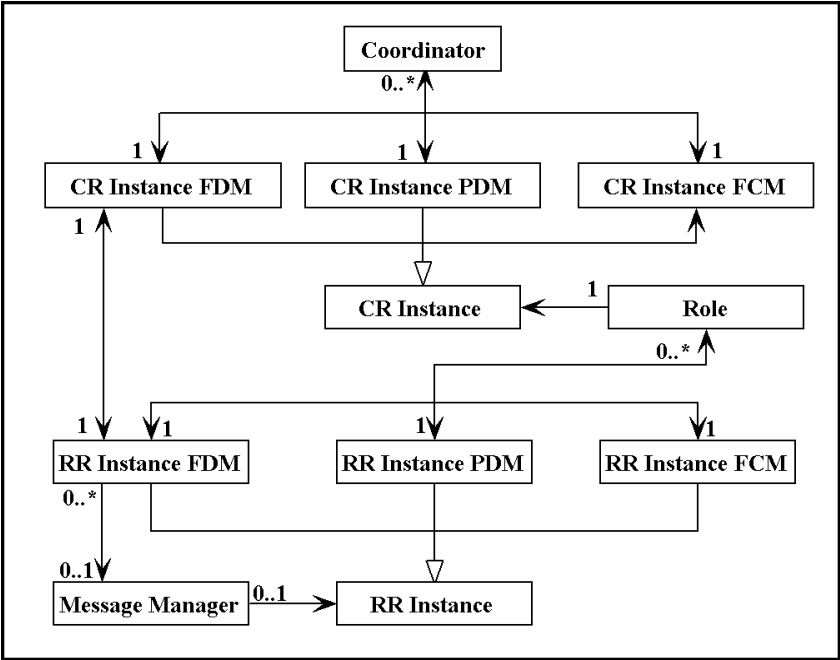 Coordinator
0..*
1 1 1
CR Instance FDM CR Instance PDM CR Instance FCM
1
CR Instance 1 Role
0..*
1 1 1 1
RR Instance FDM RR Instance PDM RR Instance FCM
0..*
0..1
Message Manager 0..1 RR Instance